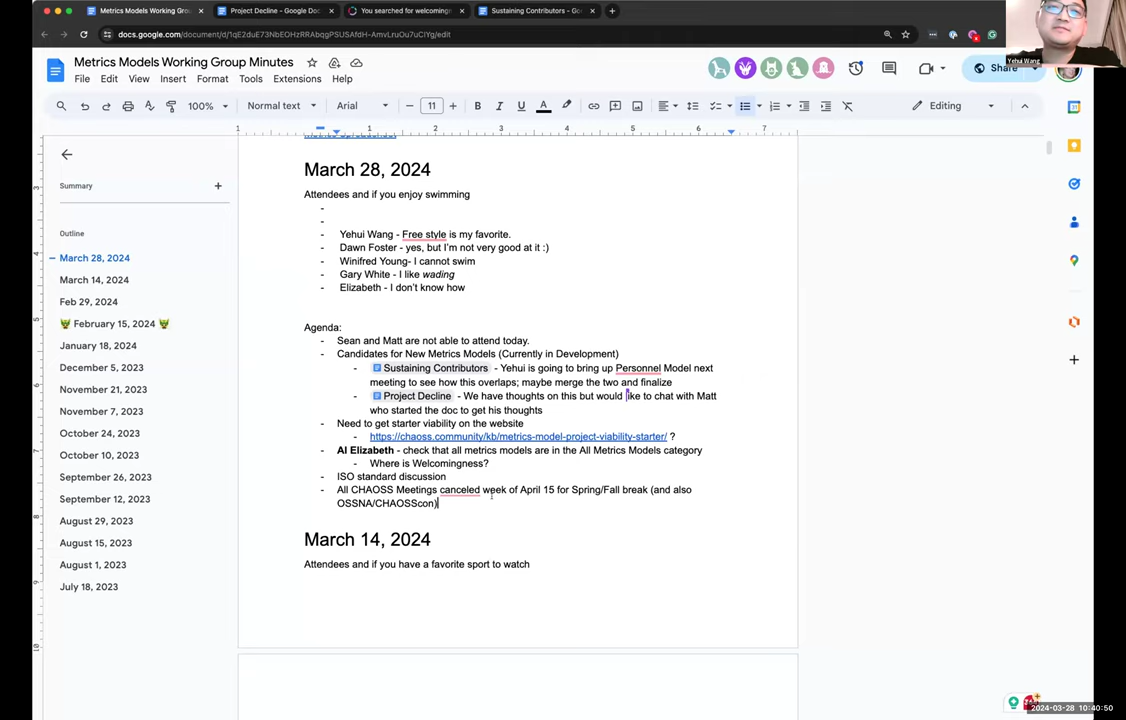 Metrics Models Working Group M
Project Decline - Google Doc
You searched for welcomingn
Sustaining Contributors - Go
docs.google.com/document/d/1qE2duE73NbEOHzRRAbqgPSUSAfdH-AmvLruOu7uCiYg/edit
Yehui Wang
Metrics Models Working Group Minutes
File Edit View Insert Format Tools Extensions Help
Share
100% Normal text Arial 11 Editing
1 1 2 3 4 5 6 7
Summary
Outline
March 28, 2024
March 14, 2024
Feb 29, 2024
February 15, 2024
January 18, 2024
December 5, 2023
November 21, 2023
November 7, 2023
October 24, 2023
October 10, 2023
September 26, 2023
September 12, 2023
August 29, 2023
August 15, 2023
August 1, 2023
July 18, 2023
March 28, 2024
Attendees and if you enjoy swimming
-
-
- Yehui Wang - Free style is my favorite.
- Dawn Foster - yes, but I'm not very good at it :)
- Winifred Young- I cannot swim
- Gary White - I like wading
- Elizabeth - I don't know how
Agenda:
- Sean and Matt are not able to attend today.
- Candidates for New Metrics Models (Currently in Development)
- Sustaining Contributors - Yehui is going to bring up Personnel Model next
meeting to see how this overlaps; maybe merge the two and finalize
- Project Decline - We have thoughts on this but would like to chat with Matt
who started the doc to get his thoughts
- Need to get starter viability on the website
- https://chaoss.community/kb/metrics-model-project-viability-starter/ ?
- AI Elizabeth - check that all metrics models are in the All Metrics Models category
- Where is Welcomingness?
- ISO standard discussion
- All CHAOSS Meetings canceled week of April 15 for Spring/Fall break (and also
OSSNA/CHAOSScon)
March 14, 2024
Attendees and if you have a favorite sport to watch
2024-03-28 10:40:50